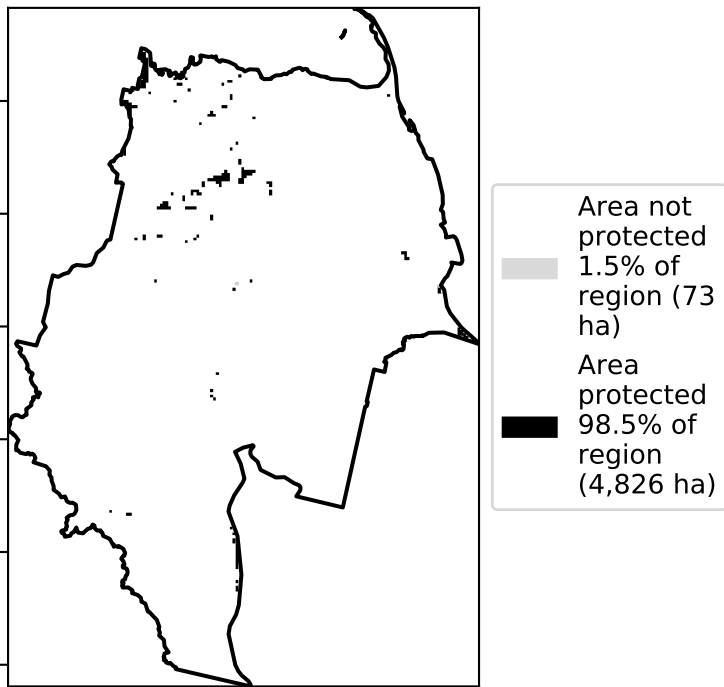 Area not
protected
1.5% of
region (73
ha)
Area
protected
98.5% of
region
(4,826 ha)